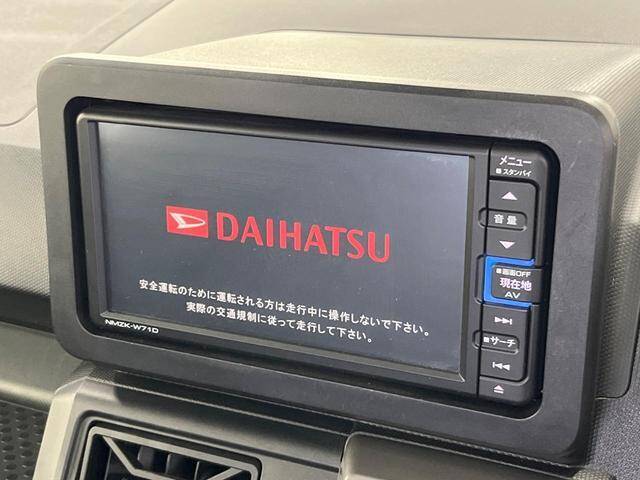 DAIHATSU
安全運転のために運転される方は走行中に操作しないで下さい。
実際の交通規制に従って走行して下さい。
NMZK-W71D
メニュー
■スタンバイ
音量
■画面OFF
現在地
AV
■サーチ